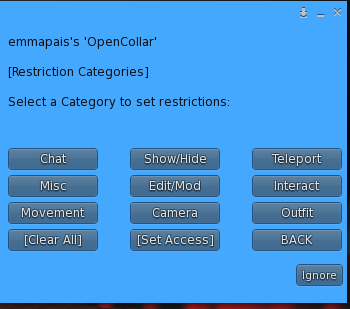 emmapais's 'OpenCollar'
[Restriction Categories]
Select a Category to set restrictions:
Chat Show/Hide Teleport
Misc Edit/Mod Interact
Movement Camera Outfit
[Clear All] [Set Access] BACK
Ignore